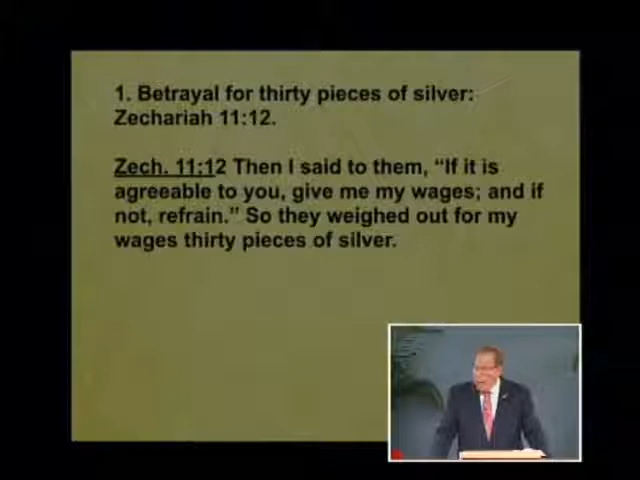 1. Betrayal for thirty pieces of silver:
Zechariah 11:12.
Zech. 11:12 Then I said to them, “If it is
agreeable to you, give me my wages; and if
not, refrain.” So they weighed out for my
wages thirty pieces of silver.